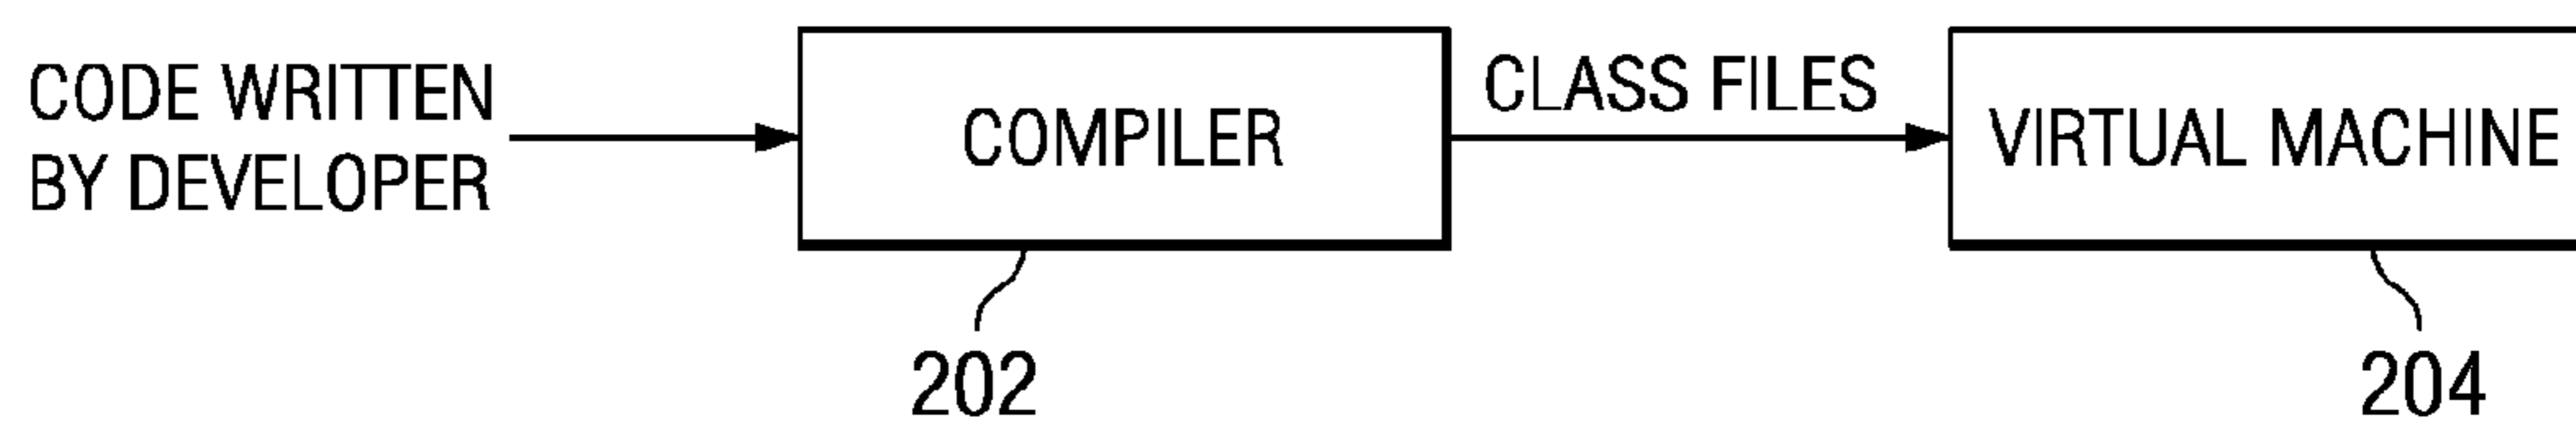 CODE WRITTEN
BY DEVELOPER
COMPILER
CLASS FILES
VIRTUAL MACHINE
202
204